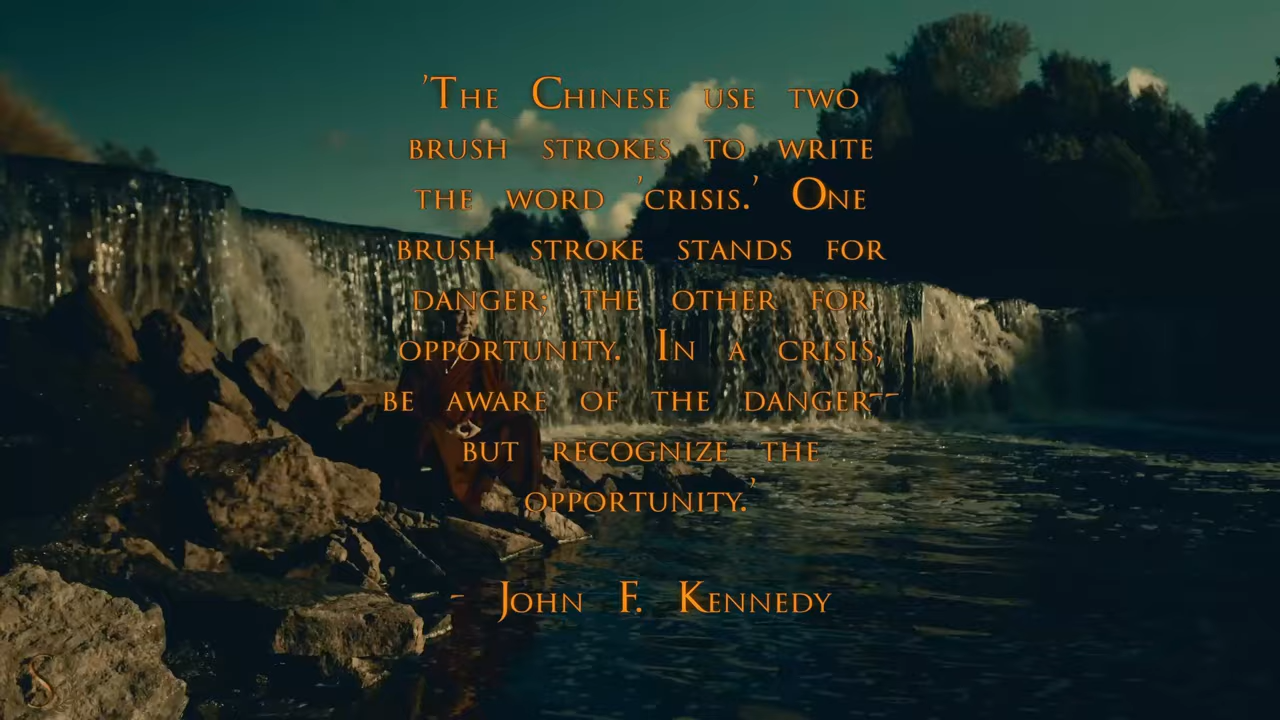 'The Chinese use two
brush strokes to write
the word 'crisis.' One
brush stroke stands for
danger; the other for
opportunity. In a crisis,
be aware of the danger--
but recognize the
opportunity.'
- John F. Kennedy
S